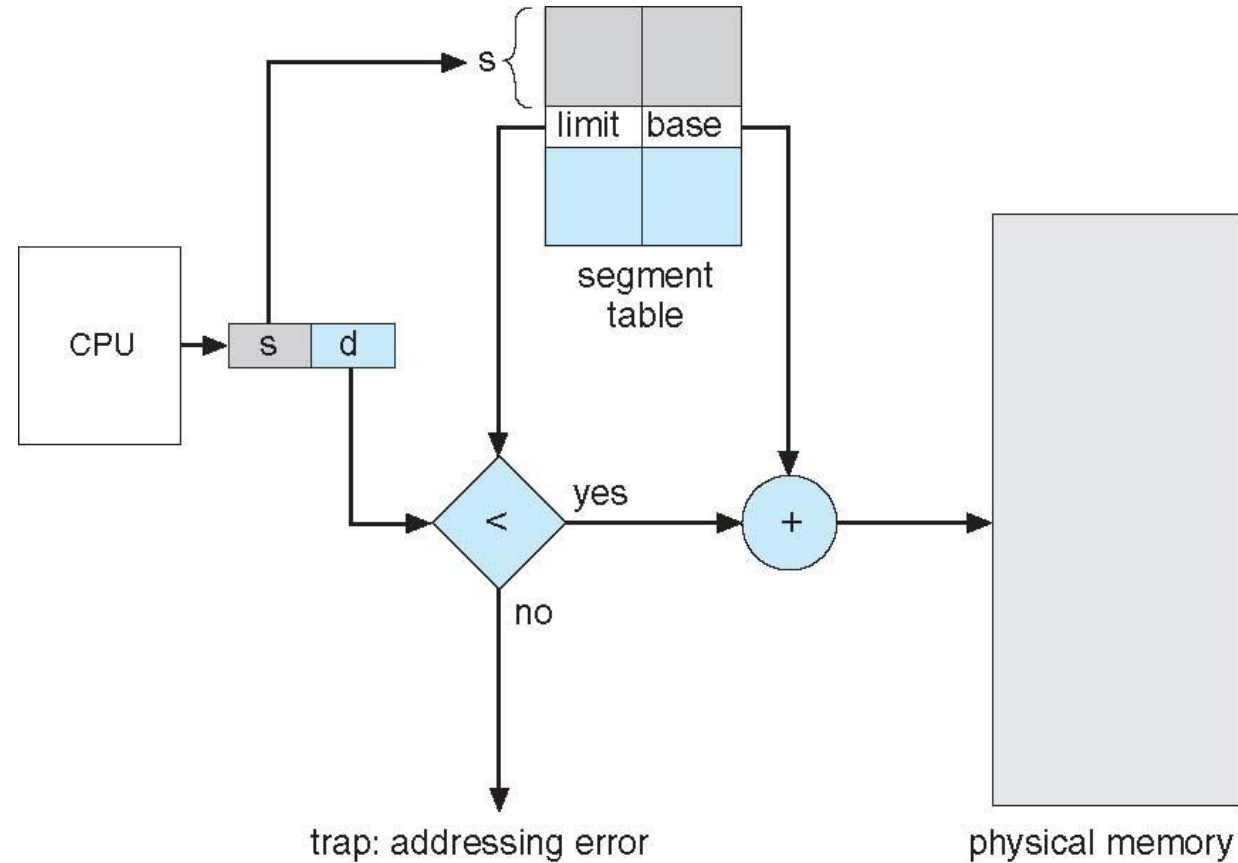 s
limit base
segment
table
CPU
s d
<
yes
+
no
trap: addressing error
physical memory